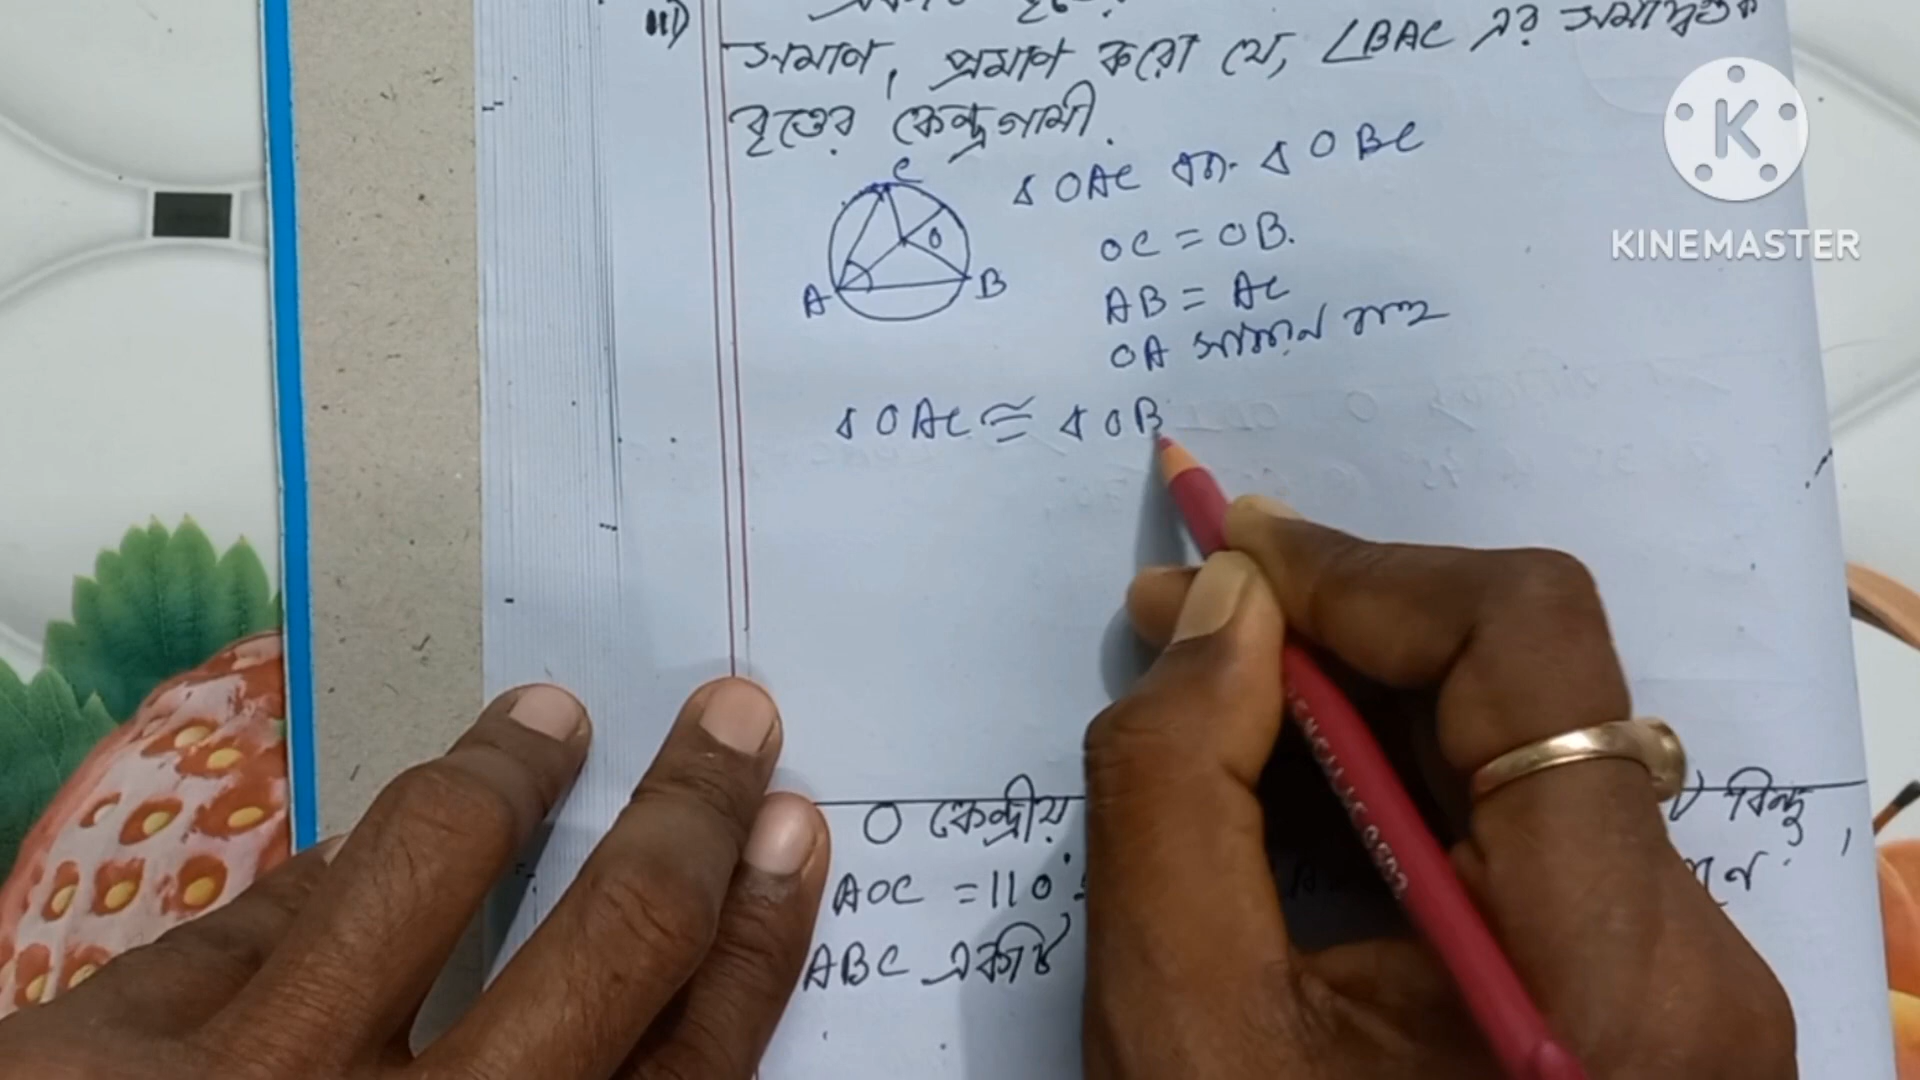 ii)
সমান, প্রমাণ করো যে, ∠BAC এর সমদ্বিখণ্ডক
বৃত্তের কেন্দ্রগামী.
C
O
A
B
Δ OAC এবং Δ OBC
OC = OB.
AB = AC
OA সাধারণ বাহু
Δ OAC ≅ Δ OB
O কেন্দ্রীয় বিন্দু,
AOC = 110°
ABC একটি
K
KINEMASTER